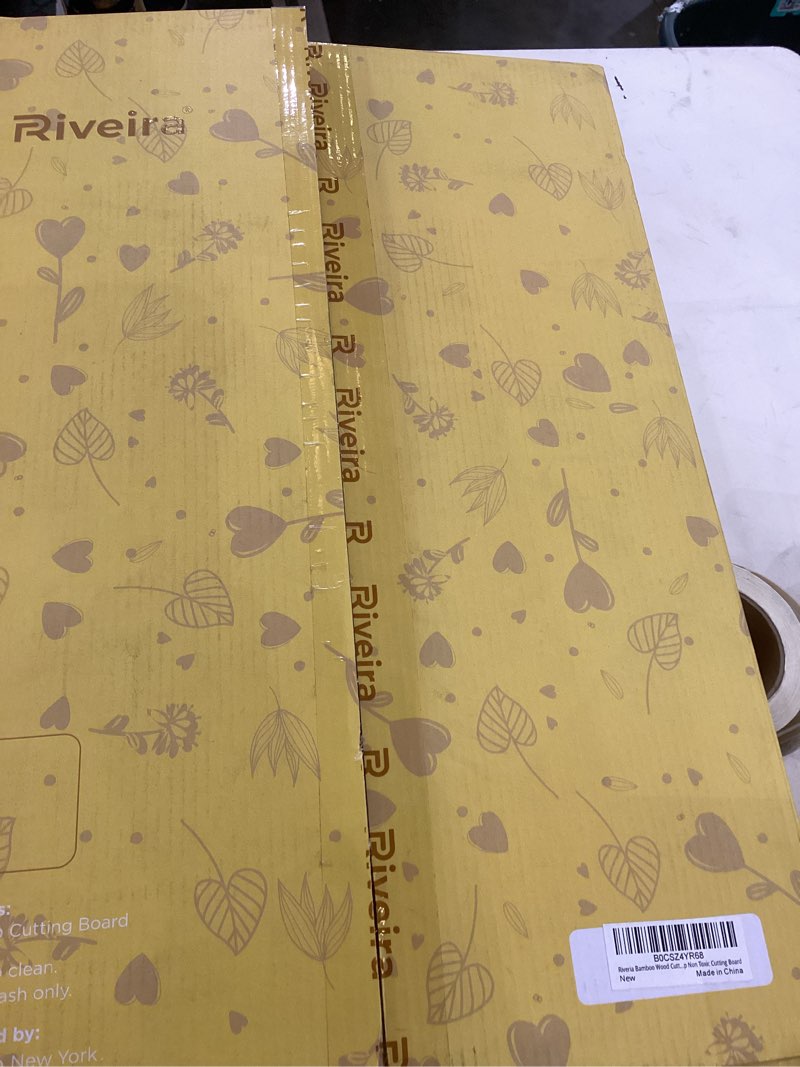 Riveira®
R Riveira R Riveira R Riveira R Riveira R Riveira R
s:
Cutting Board
clean.
ash only.
d by:
New York.
B0CSZ4YR68
Riveria Bamboo Wood Cutt...p Non Toxic Cutting Board
New Made in China